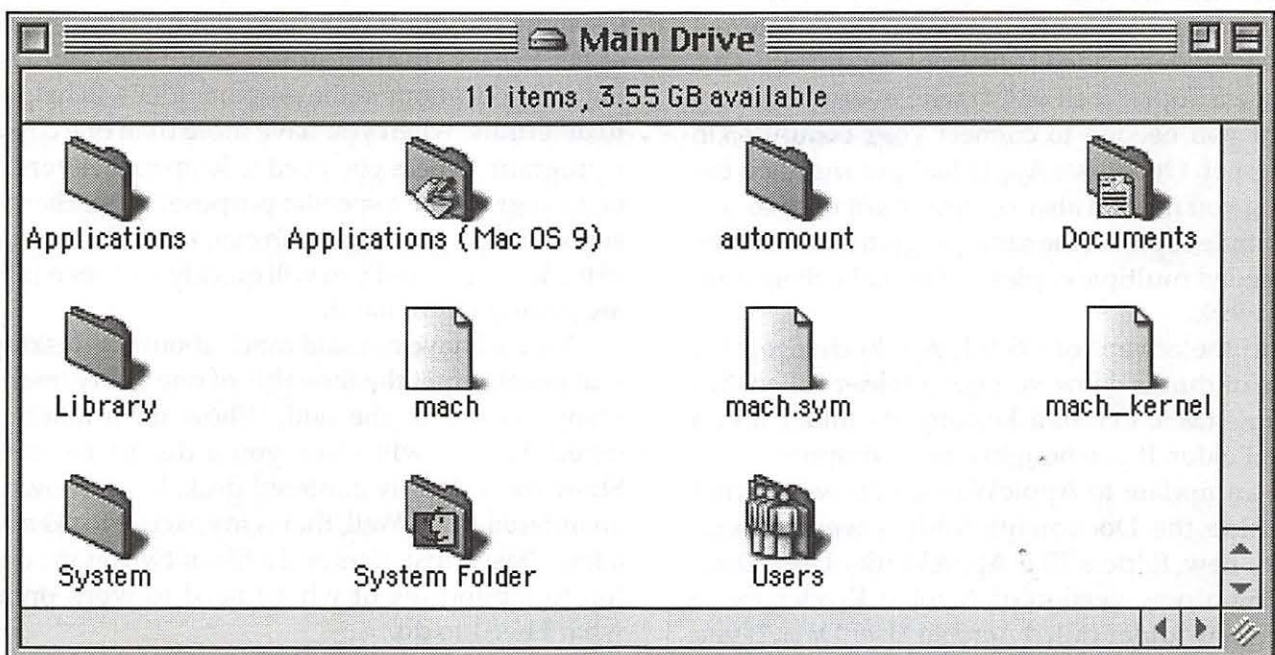 Main Drive
11 items, 3.55 GB available
Applications
Applications (Mac OS 9)
automount
Documents
Library
mach
mach.sym
mach_kernel
System
System Folder
Users